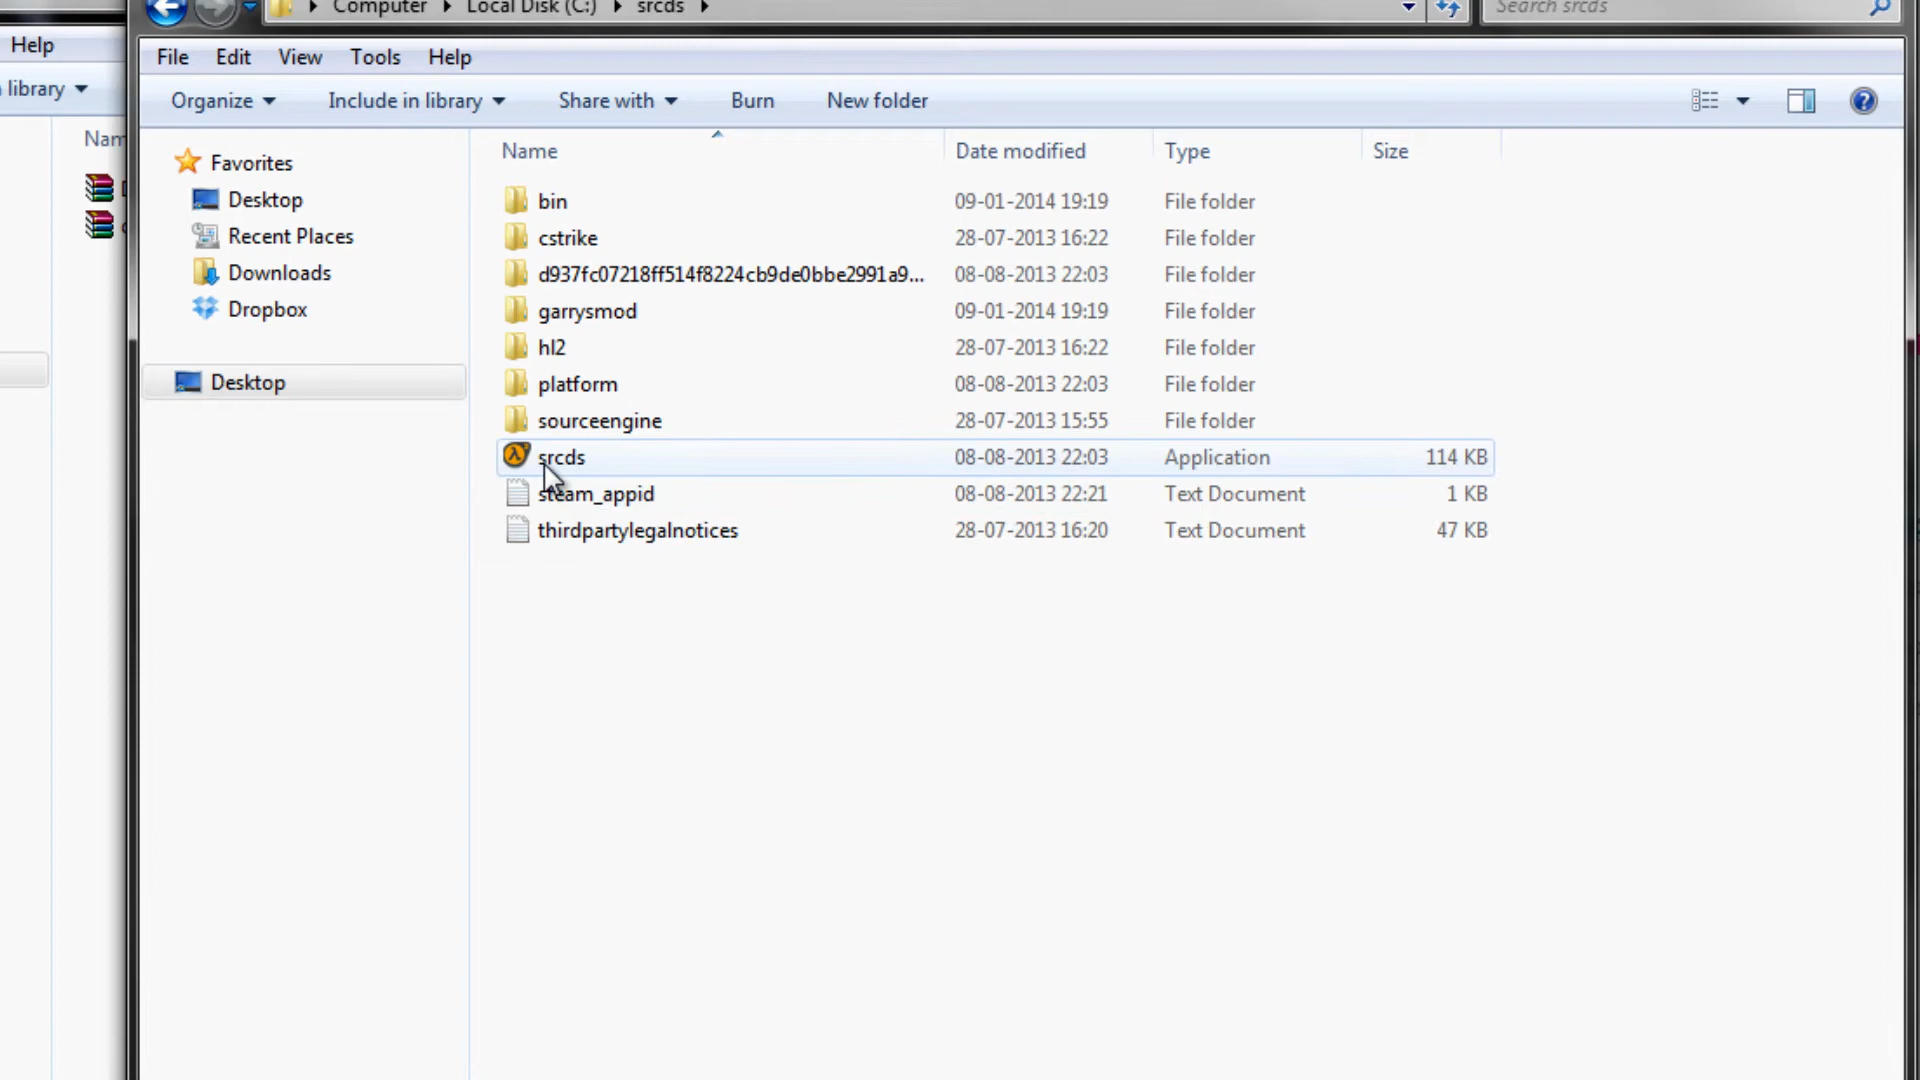 Computer Local Disk (C:) srcds Search srcds
Help
File Edit View Tools Help
library
Organize Include in library Share with Burn New folder
Name Date modified Type Size
Favorites
Desktop
Recent Places
Downloads
Dropbox
Desktop
bin 09-01-2014 19:19 File folder
cstrike 28-07-2013 16:22 File folder
d937fc07218ff514f8224cb9de0bbe2991a9... 08-08-2013 22:03 File folder
garrysmod 09-01-2014 19:19 File folder
hl2 28-07-2013 16:22 File folder
platform 08-08-2013 22:03 File folder
sourceengine 28-07-2013 15:55 File folder
srcds 08-08-2013 22:03 Application 114 KB
steam_appid 08-08-2013 22:21 Text Document 1 KB
thirdpartylegalnotices 28-07-2013 16:20 Text Document 47 KB